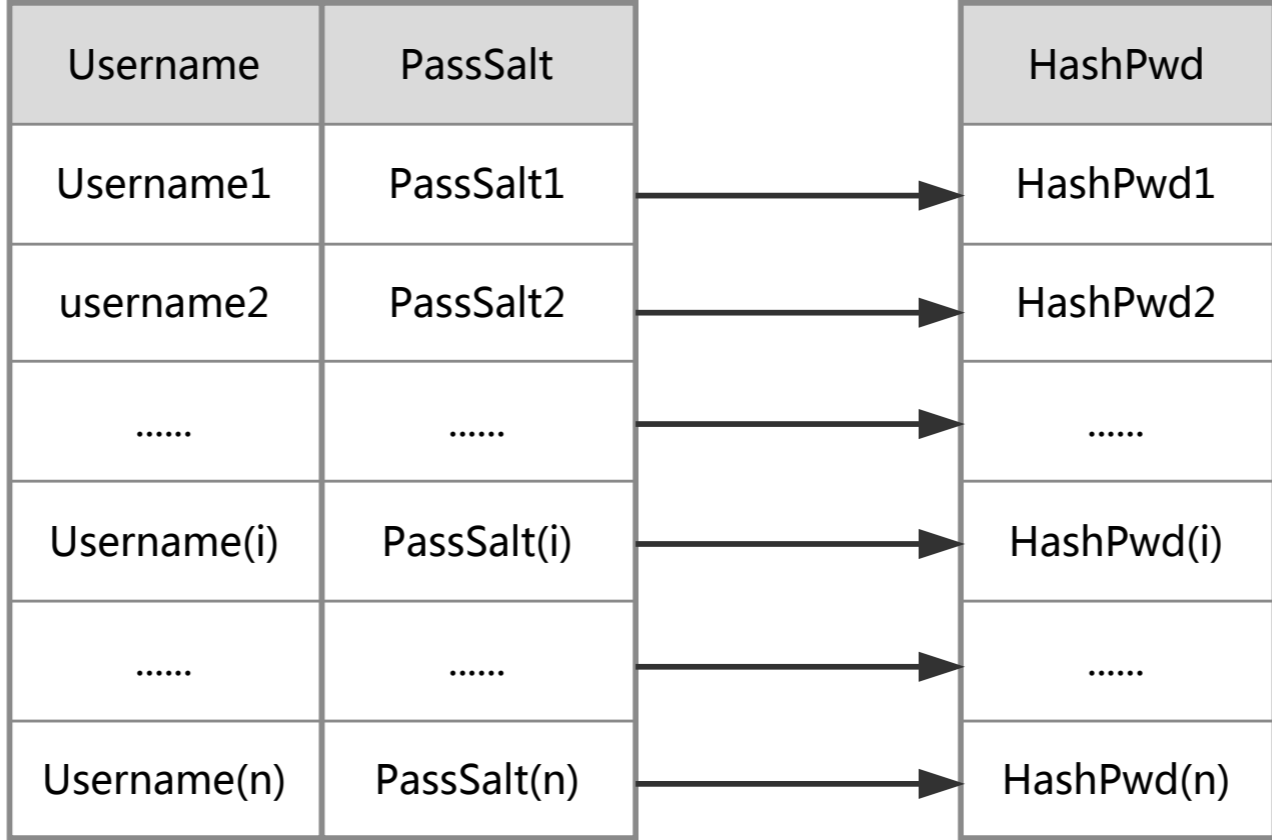 Username PassSalt HashPwd
Username1 PassSalt1 HashPwd1
username2 PassSalt2 HashPwd2
...... ...... ......
Username(i) PassSalt(i) HashPwd(i)
...... ...... ......
Username(n) PassSalt(n) HashPwd(n)